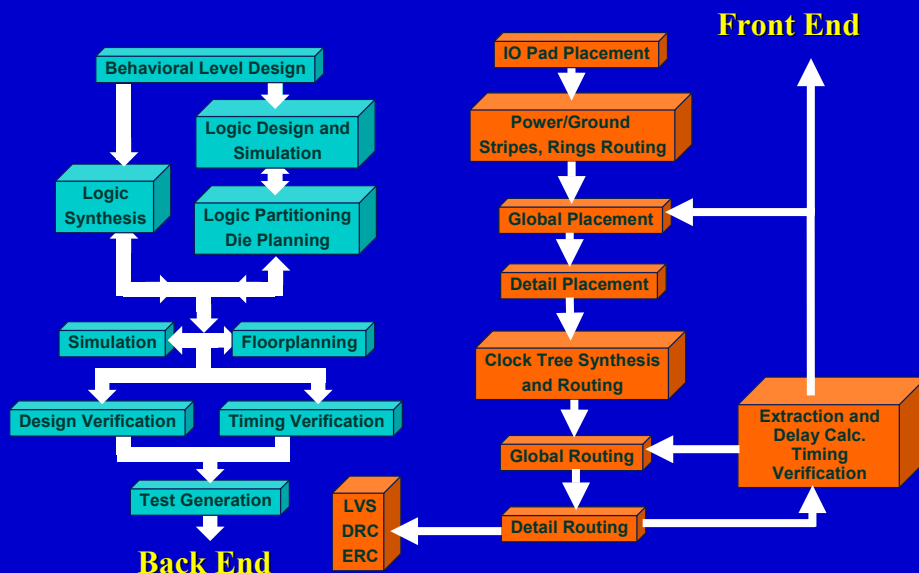 Front End
Behavioral Level Design
Logic Design and
Simulation
Logic
Synthesis
Logic Partitioning
Die Planning
Simulation
Floorplanning
Design Verification
Timing Verification
Test Generation
Back End
IO Pad Placement
Power/Ground
Stripes, Rings Routing
Global Placement
Detail Placement
Clock Tree Synthesis
and Routing
Extraction and
Delay Calc.
Timing
Verification
Global Routing
Detail Routing
LVS
DRC
ERC